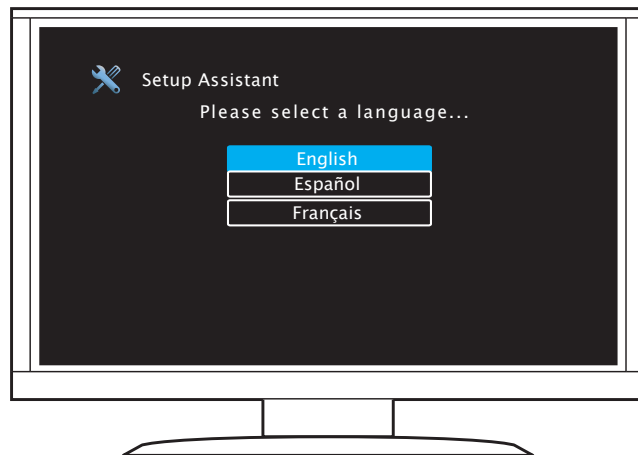 Setup Assistant
Please select a language...
English
Español
Français